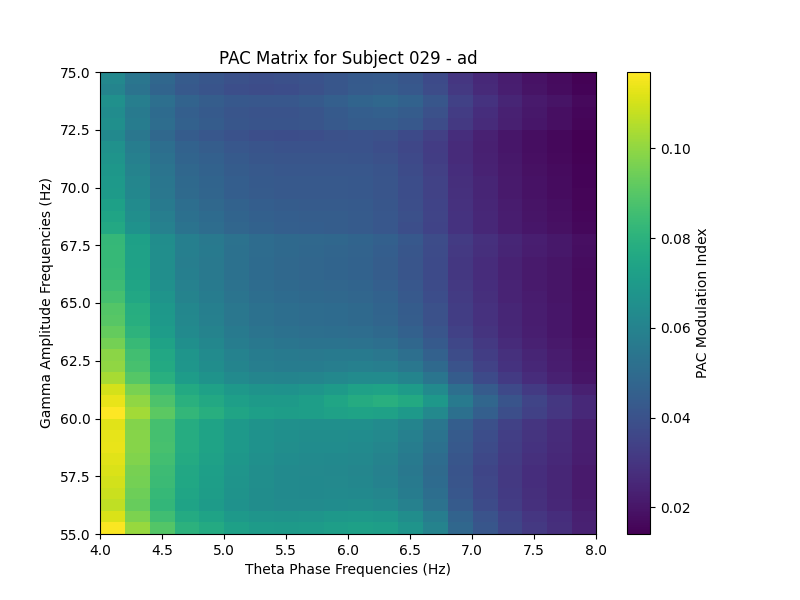 PAC Matrix for Subject 029 - ad
75.0
72.5
70.0
67.5
65.0
62.5
60.0
57.5
55.0
Gamma Amplitude Frequencies (Hz)
4.0 4.5 5.0 5.5 6.0 6.5 7.0 7.5 8.0
Theta Phase Frequencies (Hz)
0.10
0.08
0.06
0.04
0.02
PAC Modulation Index